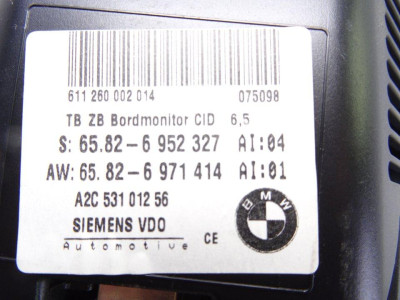 611 260 002 014 075098
TB ZB Bordmonitor CID 6,5
S: 65.82-6 952 327 AI:04
AW: 65.82-6 971 414 AI:01
A2C 531 012 56
SIEMENS VDO
Automotive CE
BMW